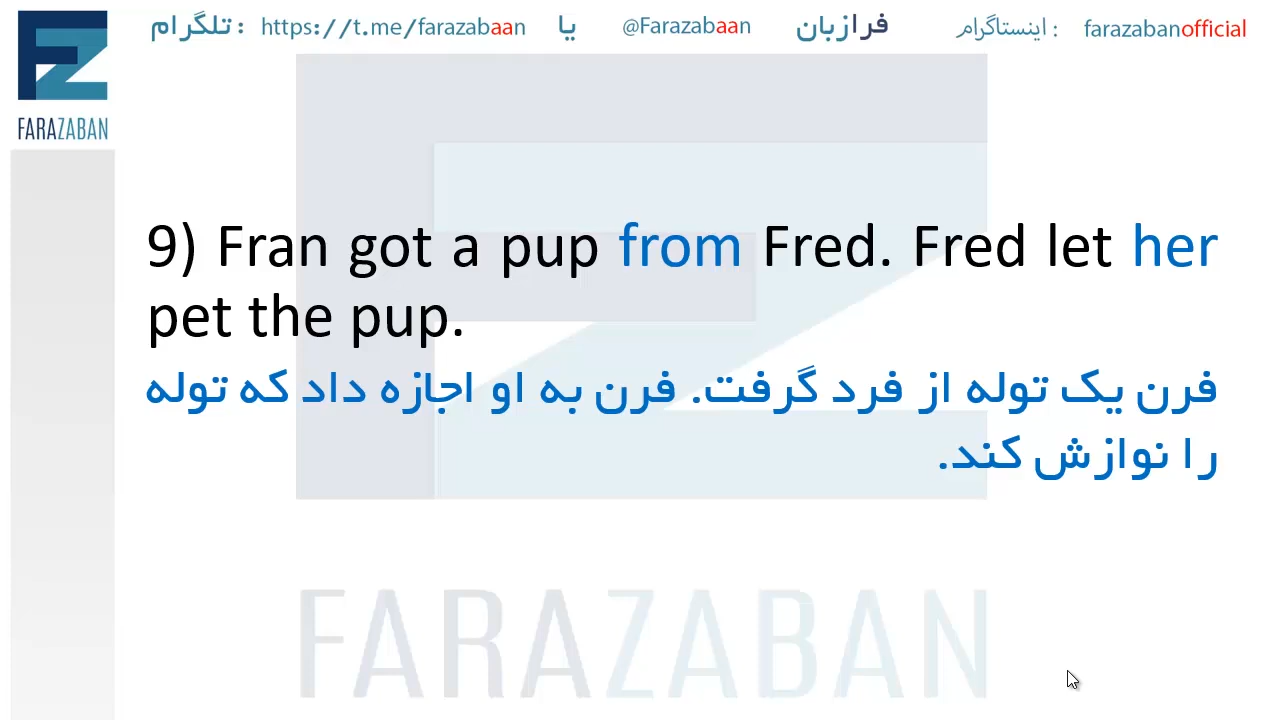 تلگرام : https://t.me/farazabaan یا @Farazabaan فرازبان اینستاگرام : farazabanofficial
FARAZABAN
9) Fran got a pup from Fred. Fred let her
pet the pup.
فرن یک توله از فرد گرفت. فرن به او اجازه داد که توله
را نوازش کند.
FARAZABAN